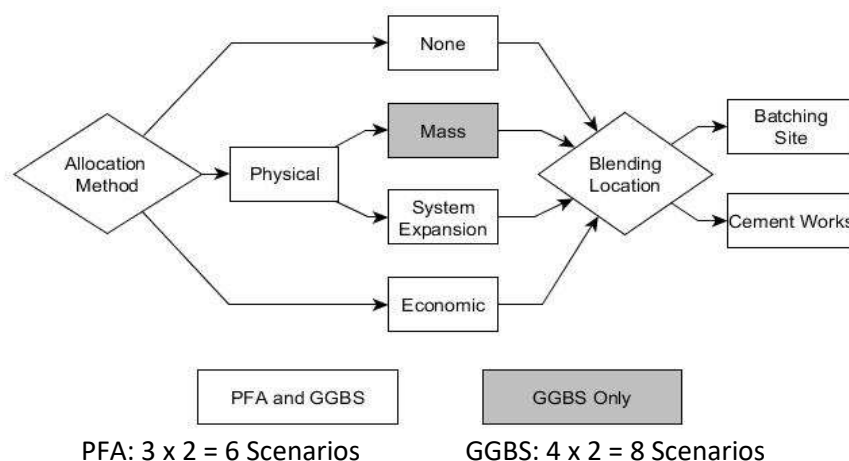 None
Allocation
Method
Physical
Mass
System
Expansion
Economic
Blending
Location
Batching
Site
Cement Works
PFA and GGBS
GGBS Only
PFA: 3 x 2 = 6 Scenarios
GGBS: 4 x 2 = 8 Scenarios